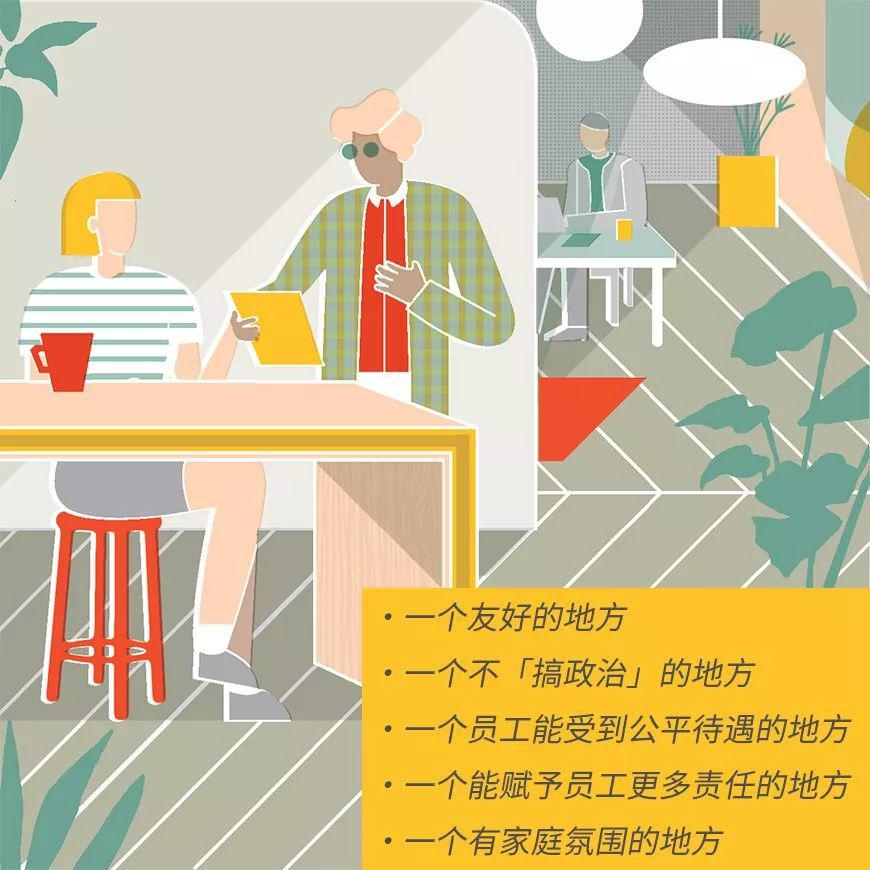 • 一个友好的地方
• 一个不「搞政治」的地方
• 一个员工能受到公平待遇的地方
• 一个能赋予员工更多责任的地方
• 一个有家庭氛围的地方